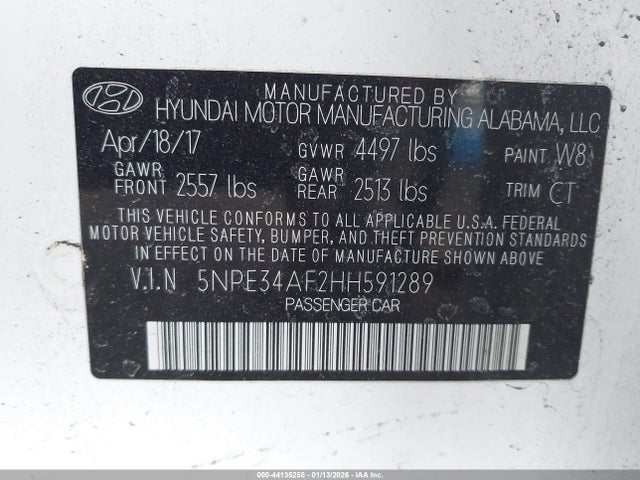 MANUFACTURED BY
HYUNDAI MOTOR MANUFACTURING ALABAMA, LLC
Apr/18/17 GVWR 4497 lbs PAINT W8
GAWR FRONT 2557 lbs GAWR REAR 2513 lbs TRIM CT
THIS VEHICLE CONFORMS TO ALL APPLICABLE U.S.A. FEDERAL
MOTOR VEHICLE SAFETY, BUMPER, AND THEFT PREVENTION STANDARDS
IN EFFECT ON THE DATE OF MANUFACTURE SHOWN ABOVE
V.I.N 5NPE34AF2HH591289
PASSENGER CAR
000-44135258 - 01/13/2026 - IAAI.COM